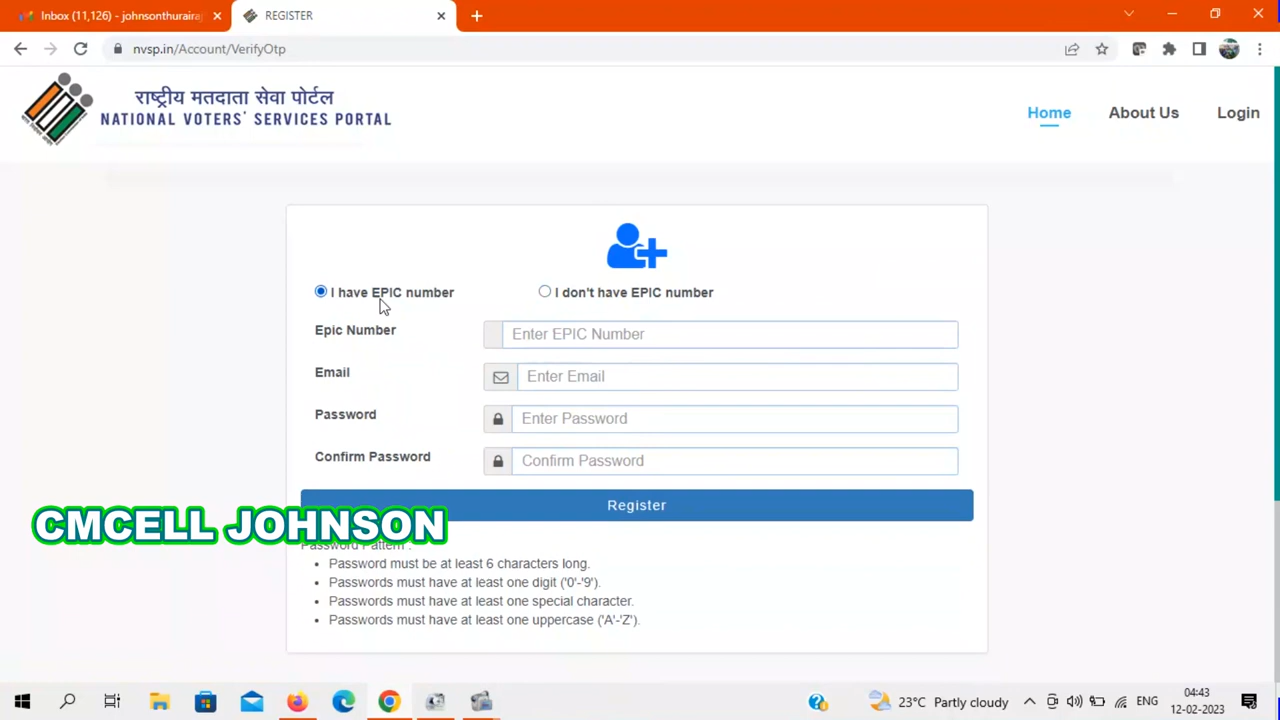 Inbox (11,126) - johnsonthuraira
REGISTER
nvsp.in/Account/VerifyOtp
राष्ट्रीय मतदाता सेवा पोर्टल
NATIONAL VOTERS' SERVICES PORTAL
Home
About Us
Login
I have EPIC number
I don't have EPIC number
Epic Number
Enter EPIC Number
Email
Enter Email
Password
Enter Password
Confirm Password
Confirm Password
Register
CMCELL JOHNSON
Password Pattern :
Password must be at least 6 characters long.
Passwords must have at least one digit ('0'-'9').
Passwords must have at least one special character.
Passwords must have at least one uppercase ('A'-'Z').
23°C Partly cloudy
ENG
04:43
12-02-2023